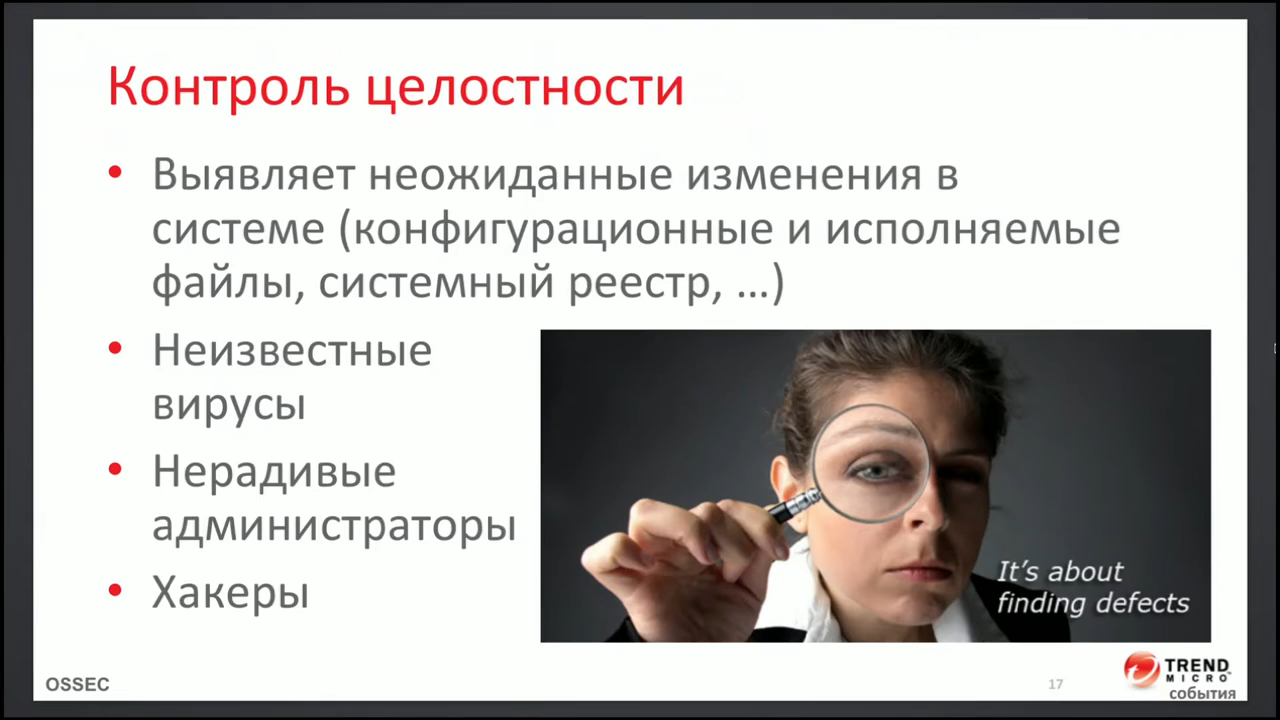 Контроль целостности
• Выявляет неожиданные изменения в
системе (конфигурационные и исполняемые
файлы, системный реестр, ...)
• Неизвестные
вирусы
• Нерадивые
администраторы
• Хакеры
It's about
finding defects
OSSEC
17
TREND
MICRO
события